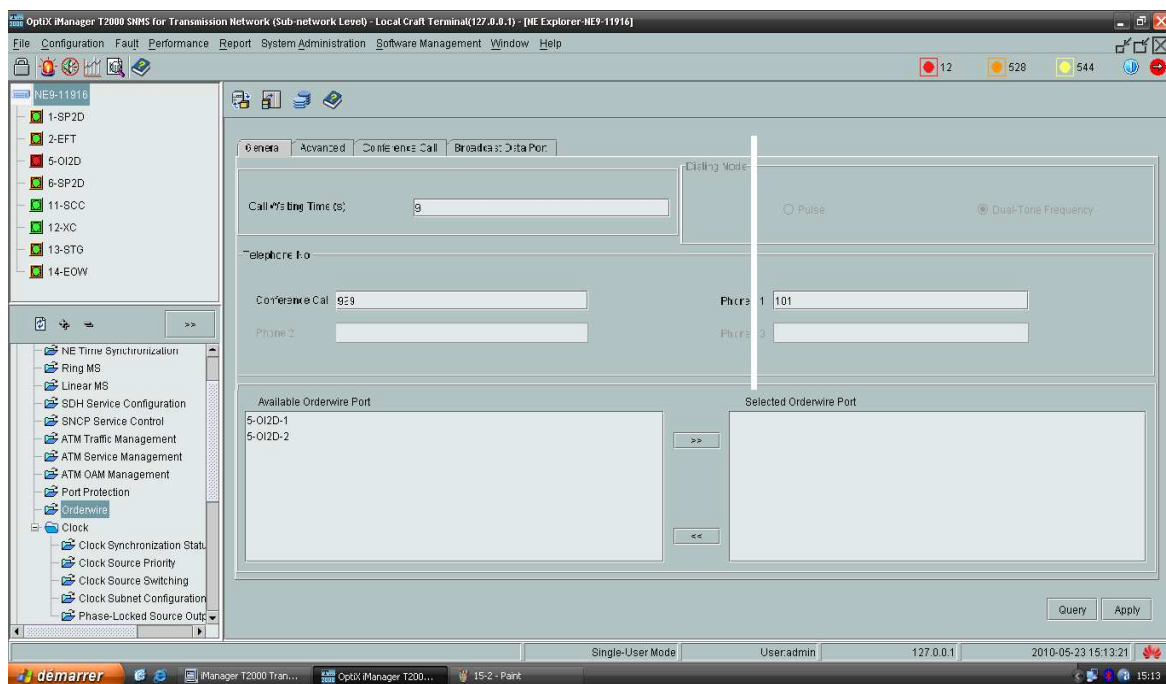 OptiX iManager T2000 SNMS for Transmission Network (Sub-network Level) - Local Craft Terminal(127.0.0.1) - [NE Explorer-NE9-11916]
File Configuration Fault Performance Report System Administration Software Management Window Help
12 528 544
NE9-11916
1-SP2D
2-EFT
5-OI2D
6-SP2D
11-SCC
12-XC
13-STG
14-EOW
>>
NE Time Synchronization
Ring MS
Linear MS
SDH Service Configuration
SNCP Service Control
ATM Traffic Management
ATM Service Management
ATM OAM Management
Port Protection
Orderwire
Clock
Clock Synchronization Statu
Clock Source Priority
Clock Source Switching
Clock Subnet Configuration
Phase-Locked Source Outp
General Advanced Conference Call Broadcast Data Port
Call Waiting Time (s) 9
Dialing Mode
Pulse Dual-Tone Frequency
Telephone No
Conference Call 999 Phone 1 101
Phone 2 Phone 3
Available Orderwire Port
5-OI2D-1
5-OI2D-2
>>
<<
Selected Orderwire Port
Query Apply
Single-User Mode User:admin 127.0.0.1 2010-05-23 15:13:21
démarrer iManager T2000 Tran... OptiX iManager T200... 15-2 - Paint 15:13